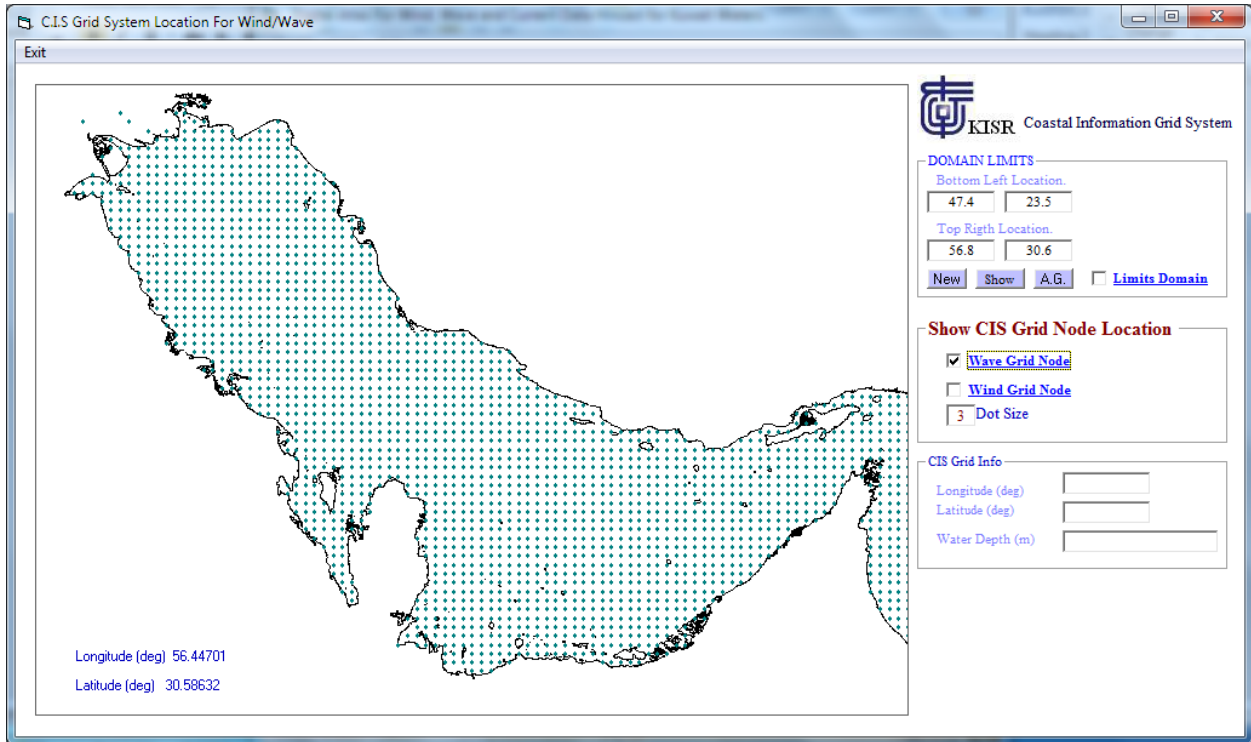 C.I.S Grid System Location For Wind/Wave
Exit
KISR Coastal Information Grid System
DOMAIN LIMITS
Bottom Left Location.
47.4 23.5
Top Rigth Location.
56.8 30.6
New Show A.G. Limits Domain
Show CIS Grid Node Location
Wave Grid Node
Wind Grid Node
3 Dot Size
CIS Grid Info
Longitude (deg)
Latitude (deg)
Water Depth (m)
Longitude (deg) 56.44701
Latitude (deg) 30.58632